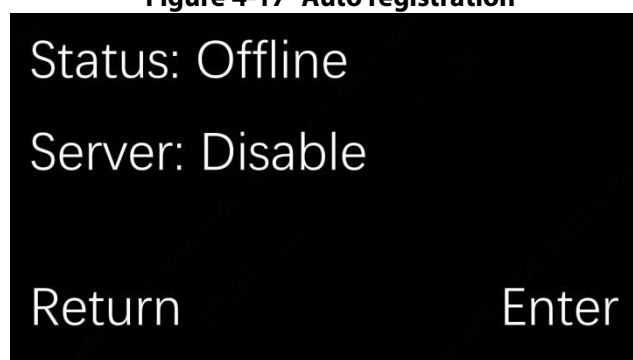 Figure 4-17 Auto registration
Status: Offline
Server: Disable
Return Enter